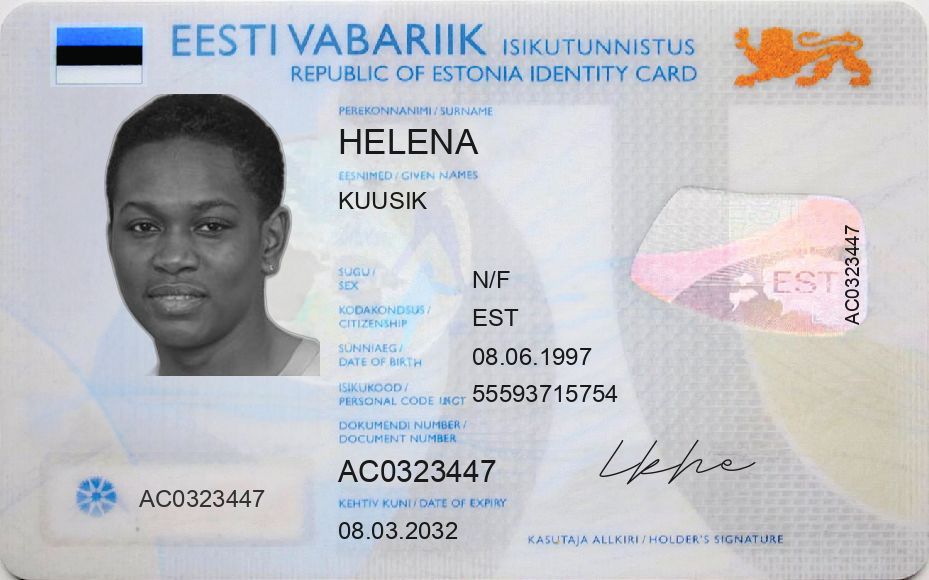 EESTI VABARIIK ISIKUTUNNISTUS
REPUBLIC OF ESTONIA IDENTITY CARD
PEREKONNANIMI / SURNAME
HELENA
EESNIMED / GIVEN NAMES
KUUSIK
SUGU /
SEX
N/F
KODAKONDSUS /
CITIZENSHIP
EST
SÜNNIAEG /
DATE OF BIRTH
08.06.1997
ISIKUKOOD /
PERSONAL CODE
55593715754
DOKUMENDI NUMBER /
DOCUMENT NUMBER
AC0323447
KEHTIV KUNI / DATE OF EXPIRY
08.03.2032
AC0323447
EST
AC0323447
KASUTAJA ALLKIRI / HOLDER'S SIGNATURE